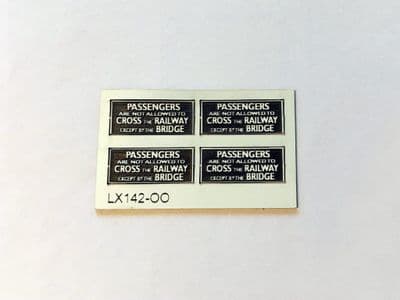 PASSENGERS
ARE NOT ALLOWED TO
CROSS THE RAILWAY
EXCEPT BY THE BRIDGE
PASSENGERS
ARE NOT ALLOWED TO
CROSS THE RAILWAY
EXCEPT BY THE BRIDGE
PASSENGERS
ARE NOT ALLOWED TO
CROSS THE RAILWAY
EXCEPT BY THE BRIDGE
PASSENGERS
ARE NOT ALLOWED TO
CROSS THE RAILWAY
EXCEPT BY THE BRIDGE
LX142-OO